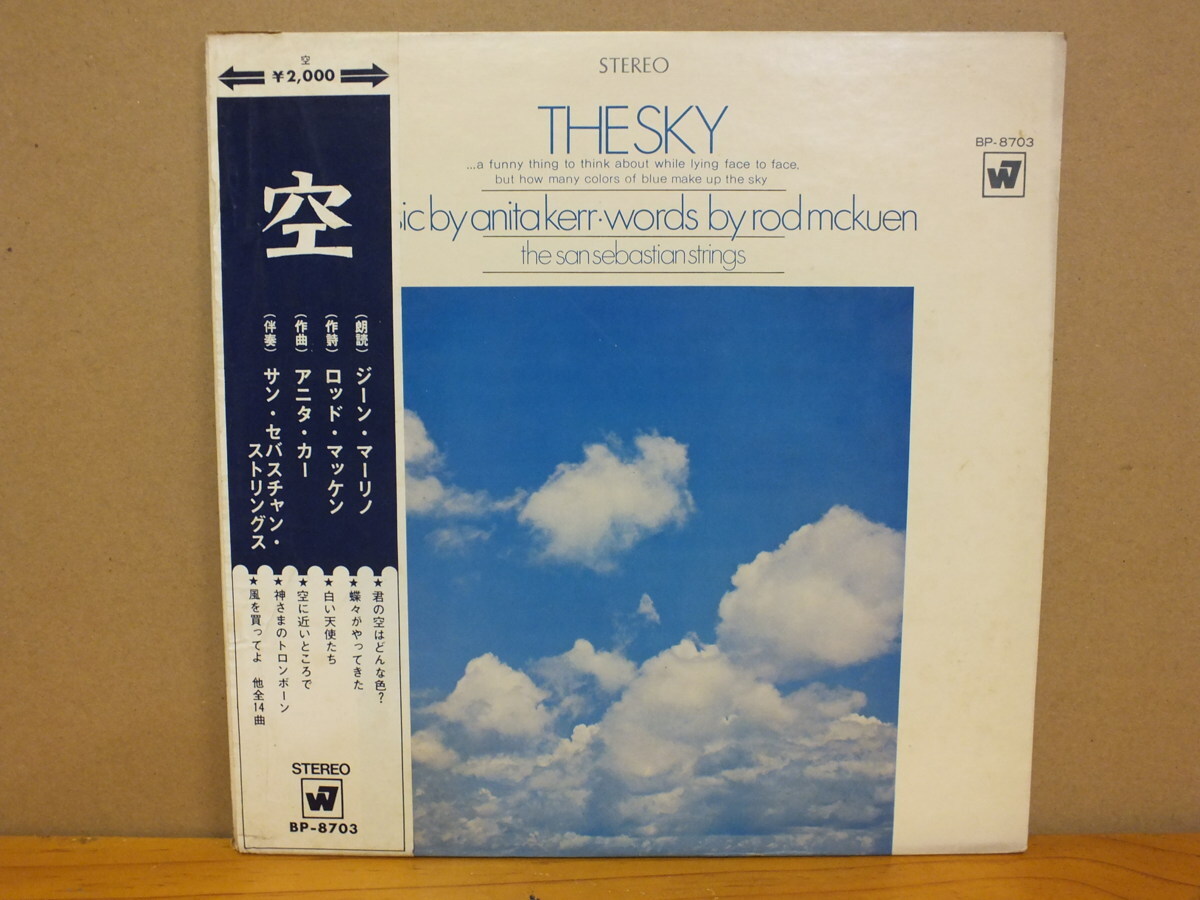 空
¥2,000
空
(朗読) ジーン・マーリノ
(作詩) ロッド・マッケン
(作曲) アニタ・カー
(伴奏) サン・セバスチャン・
ストリングス
★君の空はどんな色?
★蝶々がやってきた
★白い天使たち
★空に近いところで
★神さまのトロンボーン
★風を買ってよ 他全14曲
STEREO
W7
BP-8703
STEREO
THE SKY
...a funny thing to think about while lying face to face,
but how many colors of blue make up the sky
sic by anita kerr·words by rod mckuen
the san sebastian strings
BP-8703
W7